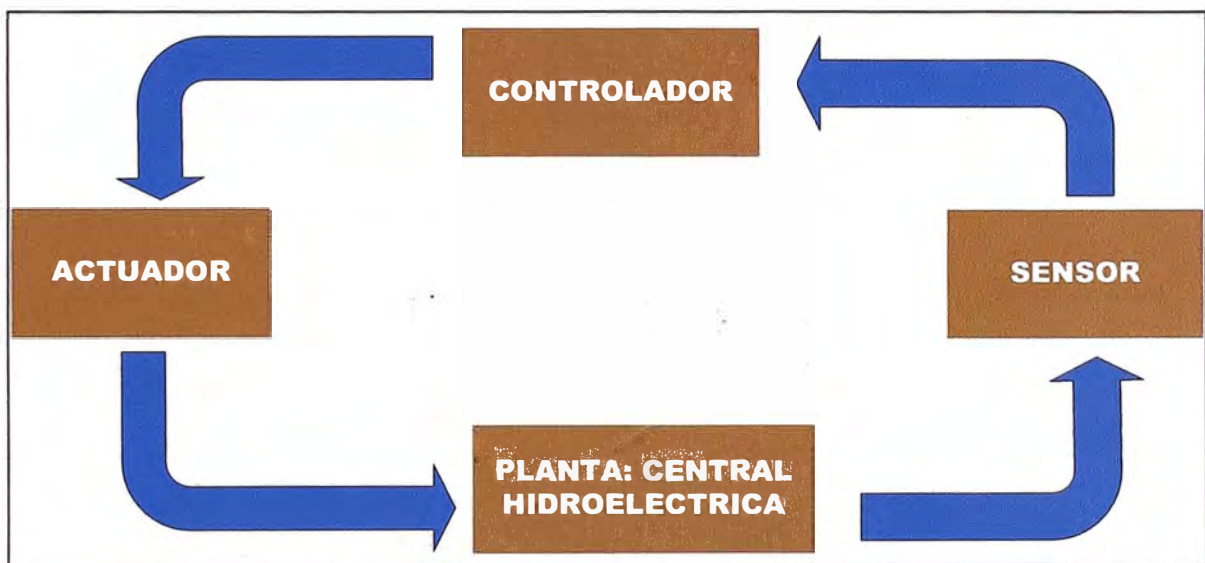 CONTROLADOR
ACTUADOR
SENSOR
PLANTA: CENTRAL
HIDROELECTRICA